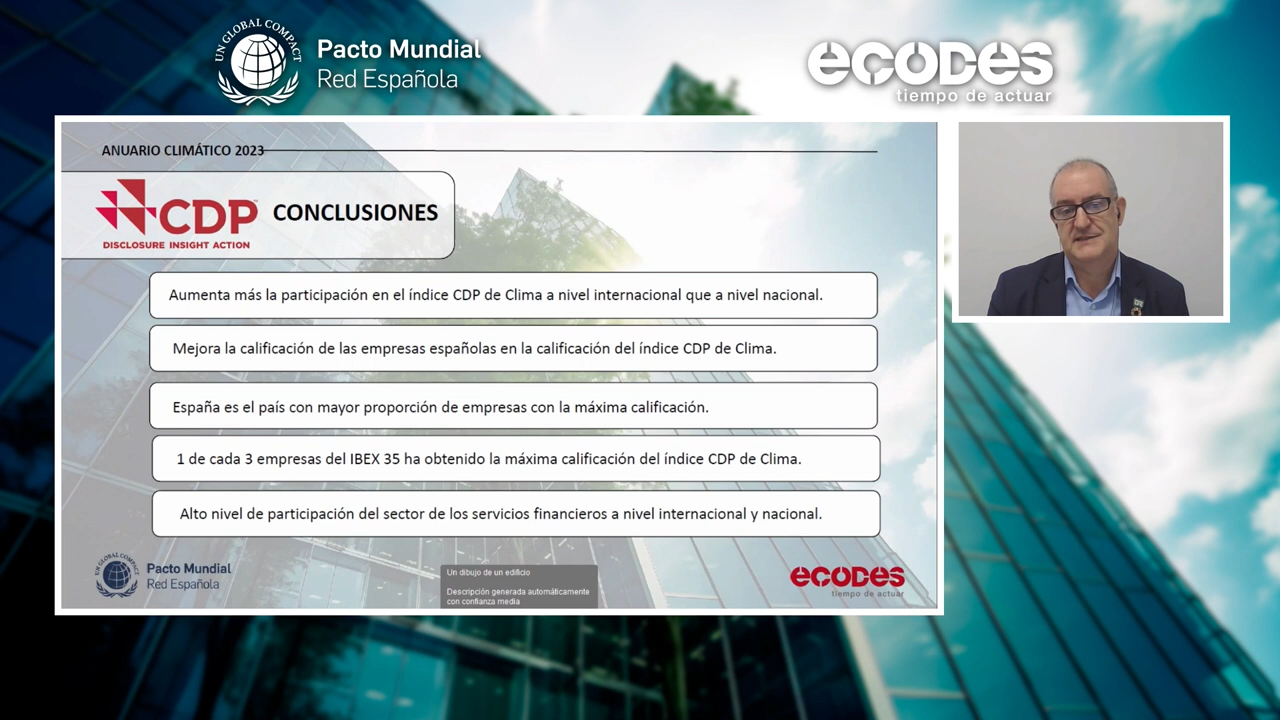 UN GLOBAL COMPACT
Pacto Mundial
Red Española
ecodes
tiempo de actuar
ANUARIO CLIMÁTICO 2023
CDP
DISCLOSURE INSIGHT ACTION
CONCLUSIONES
Aumenta más la participación en el índice CDP de Clima a nivel internacional que a nivel nacional.
Mejora la calificación de las empresas españolas en la calificación del índice CDP de Clima.
España es el país con mayor proporción de empresas con la máxima calificación.
1 de cada 3 empresas del IBEX 35 ha obtenido la máxima calificación del índice CDP de Clima.
Alto nivel de participación del sector de los servicios financieros a nivel internacional y nacional.
UN GLOBAL COMPACT
Pacto Mundial
Red Española
Un dibujo de un edificio
Descripción generada automáticamente
con confianza media
ecodes
tiempo de actuar